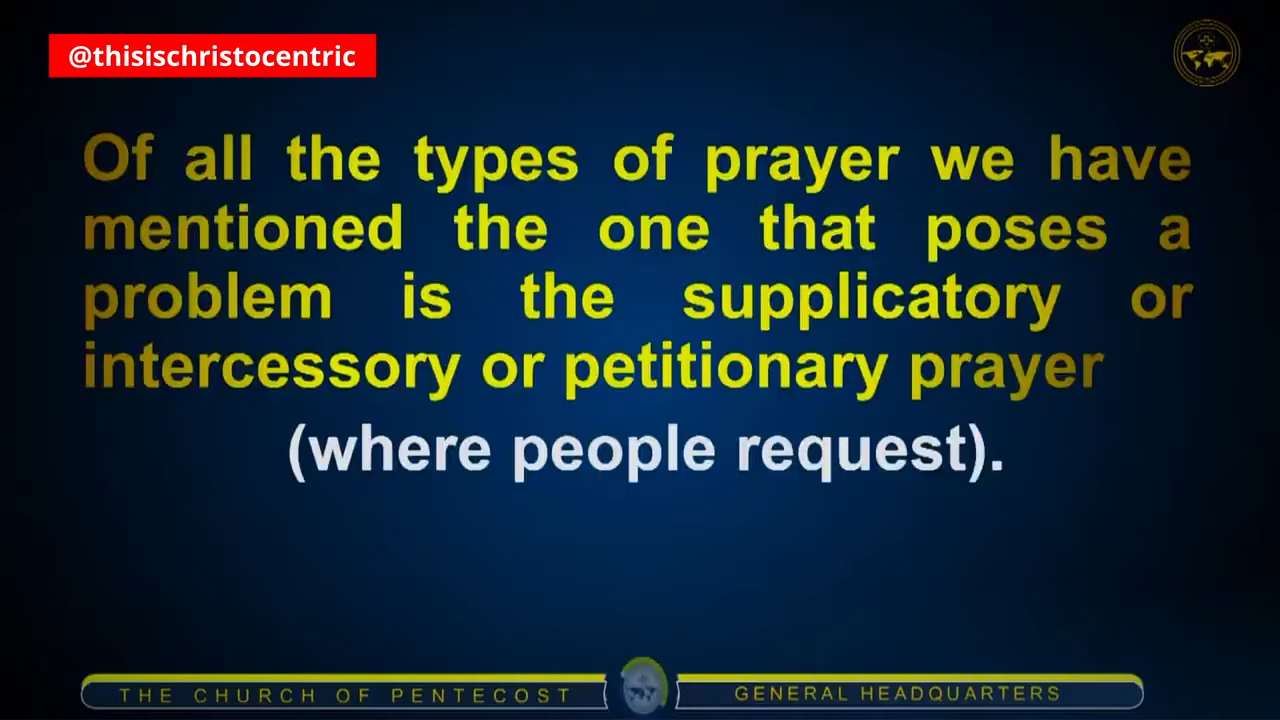 @thisischristocentric
Of all the types of prayer we have
mentioned the one that poses a
problem is the supplicatory or
intercessory or petitionary prayer
(where people request).
THE CHURCH OF PENTECOST
GENERAL HEADQUARTERS